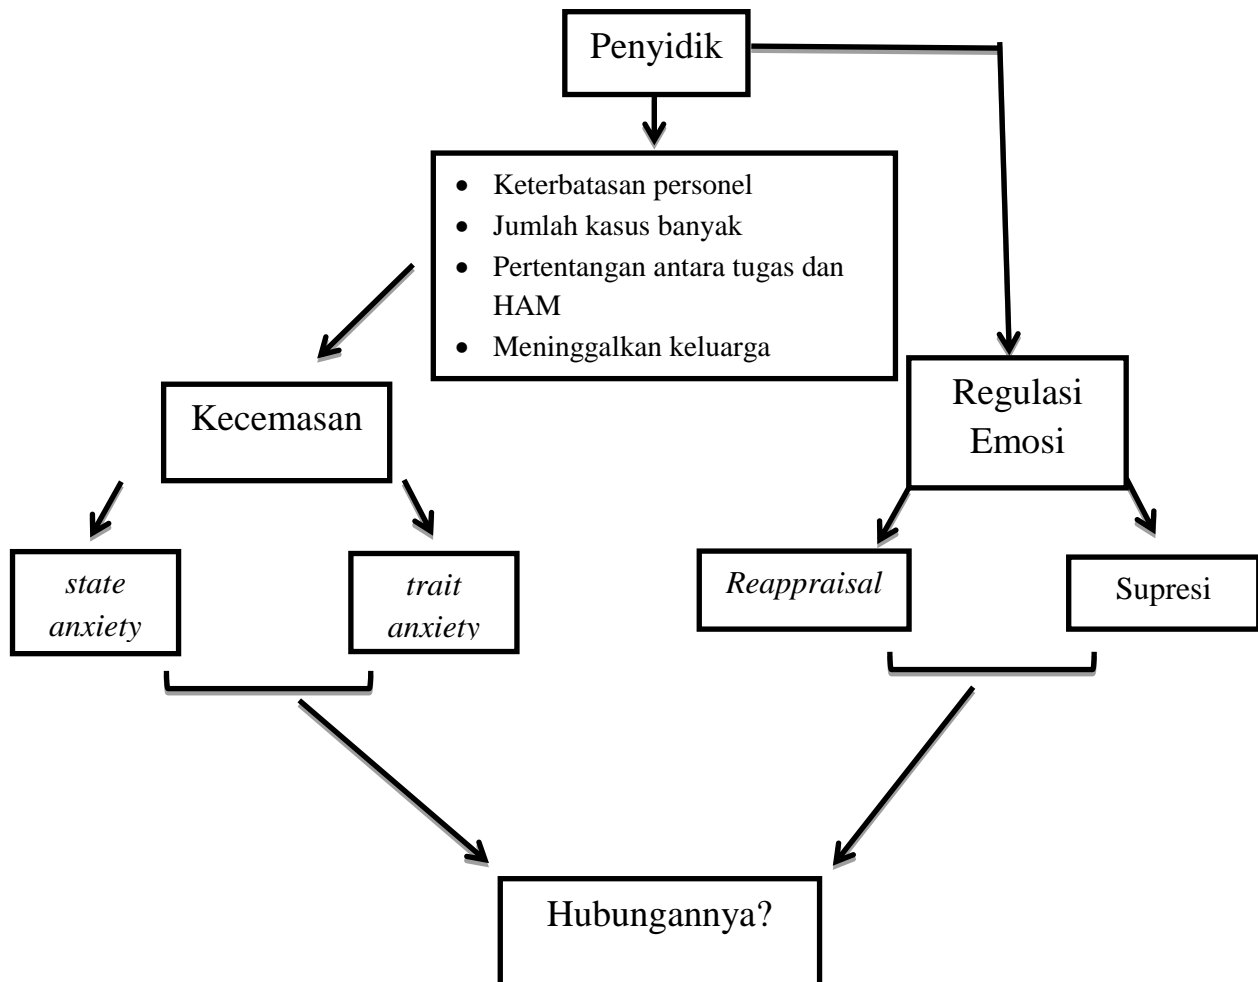 Penyidik
• Keterbatasan personel
• Jumlah kasus banyak
• Pertentangan antara tugas dan
HAM
• Meninggalkan keluarga
Kecemasan
Regulasi
Emosi
state
anxiety
trait
anxiety
Reappraisal
Supresi
Hubungannya?